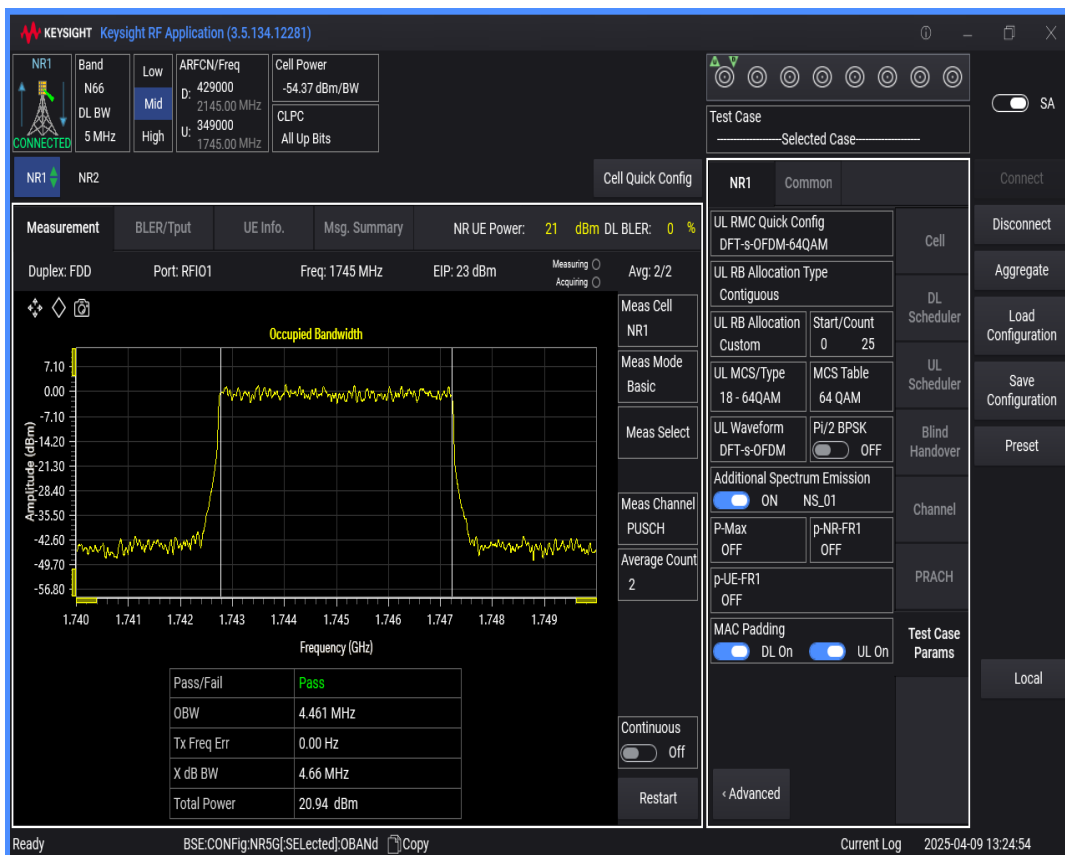 KEYSIGHT Keysight RF Application (3.5.134.12281)
NR1
CONNECTED
Band
N66
DL BW
5 MHz
Low
Mid
High
ARFCN/Freq
D: 429000
2145.00 MHz
U: 349000
1745.00 MHz
Cell Power
-54.37 dBm/BW
CLPC
All Up Bits
Test Case
Selected Case
SA
NR1 NR2
Cell Quick Config
Measurement BLER/Tput UE Info. Msg. Summary NR UE Power: 21 dBm DL BLER: 0 %
Duplex: FDD Port: RFIO1 Freq: 1745 MHz EIP: 23 dBm Measuring Avg: 2/2
Acquiring
Occupied Bandwidth
Amplitude (dBm)
7.10
0.00
-7.10
-14.20
-21.30
-28.40
-35.50
-42.60
-49.70
-56.80
1.740 1.741 1.742 1.743 1.744 1.745 1.746 1.747 1.748 1.749
Frequency (GHz)
Pass/Fail Pass
OBW 4.461 MHz
Tx Freq Err 0.00 Hz
X dB BW 4.66 MHz
Total Power 20.94 dBm
Meas Cell
NR1
Meas Mode
Basic
Meas Select
Meas Channel
PUSCH
Average Count
2
Continuous
Off
Restart
NR1 Common
UL RMC Quick Config
DFT-s-OFDM-64QAM
UL RB Allocation Type
Contiguous
UL RB Allocation Start/Count
Custom 0 25
UL MCS/Type MCS Table
18 - 64QAM 64 QAM
UL Waveform Pi/2 BPSK
DFT-s-OFDM OFF
Additional Spectrum Emission
ON NS_01
P-Max p-NR-FR1
OFF OFF
p-UE-FR1
OFF
MAC Padding
DL On UL On
‹ Advanced
Cell
DL
Scheduler
UL
Scheduler
Blind
Handover
Channel
PRACH
Test Case
Params
Connect
Disconnect
Aggregate
Load
Configuration
Save
Configuration
Preset
Local
Ready BSE:CONFig:NR5G[:SELected]:OBANd Copy Current Log 2025-04-09 13:24:54